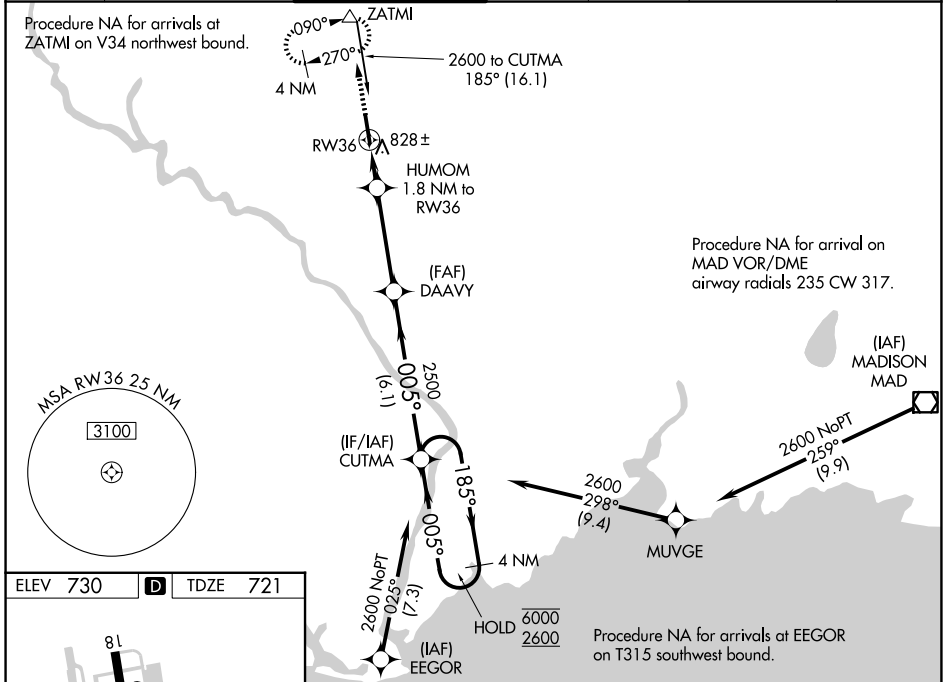 Procedure NA for arrivals at
ZATMI on V34 northwest bound.
ZATMI
090°
270°
4 NM
2600 to CUTMA
185° (16.1)
RW36
828±
HUMOM
1.8 NM to
RW36
(FAF)
DAAVY
Procedure NA for arrival on
MAD VOR/DME
airway radials 235 CW 317.
(IAF)
MADISON
MAD
MSA RW36 25 NM
3100
2500
005°
(6.1)
(IF/IAF)
CUTMA
185°
005°
4 NM
2600 NoPT
259°
(9.9)
2600
298°
(9.4)
MUVGE
2600 NoPT
025°
(7.3)
HOLD 6000
2600
(IAF)
EEGOR
Procedure NA for arrivals at EEGOR
on T315 southwest bound.
ELEV 730 D TDZE 721
18